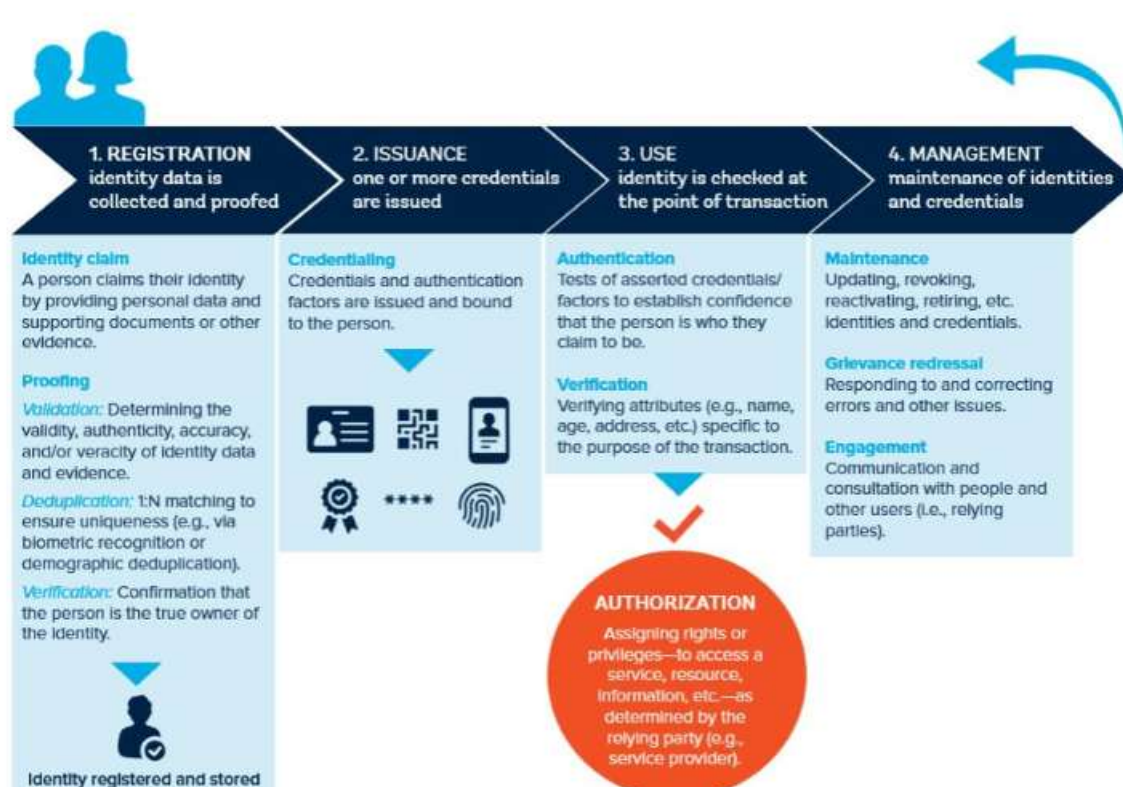 1. REGISTRATION
identity data is
collected and proofed
2. ISSUANCE
one or more credentials
are issued
3. USE
identity is checked at
the point of transaction
4. MANAGEMENT
maintenance of identities
and credentials
Identity claim
A person claims their identity
by providing personal data and
supporting documents or other
evidence.
Proofing
Validation: Determining the
validity, authenticity, accuracy,
and/or veracity of identity data
and evidence.
Deduplication: 1:N matching to
ensure uniqueness (e.g., via
biometric recognition or
demographic deduplication).
Verification: Confirmation that
the person is the true owner of
the identity.
Identity registered and stored
Credentialing
Credentials and authentication
factors are issued and bound
to the person.
****
Authentication
Tests of asserted credentials/
factors to establish confidence
that the person is who they
claim to be.
Verification
Verifying attributes (e.g., name,
age, address, etc.) specific to
the purpose of the transaction.
AUTHORIZATION
Assigning rights or
privileges—to access a
service, resource,
information, etc.—as
determined by the
relying party (e.g.,
service provider).
Maintenance
Updating, revoking,
reactivating, retiring, etc.
identities and credentials.
Grievance redressal
Responding to and correcting
errors and other issues.
Engagement
Communication and
consultation with people and
other users (i.e., relying
parties).